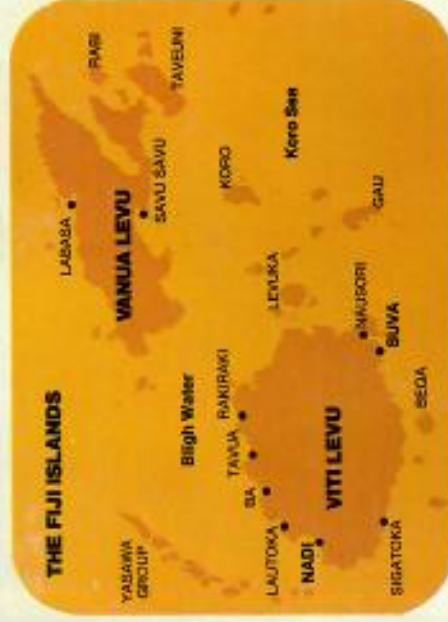 THE FIJI ISLANDS
YASAWA
GROUP
LABASA
RABI
VANUA LEVU
TAVEUNI
SAVU SAVU
Bligh Water
KORO
Koro Sea
RAKIRAKI
TAVUA
BA
LAUTOKA
LEVUKA
NADI
VITI LEVU
GAU
NAUSORI
SUVA
SIGATOKA
BEQA